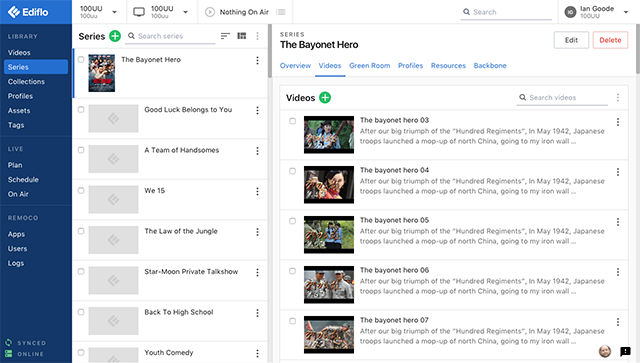 Ediflo
100UU
100uu
100UU
100uu
Nothing On Air
Search
IG
Ian Goode
100UU
LIBRARY
Videos
Series
Collections
Profiles
Assets
Tags
LIVE
Plan
Schedule
On Air
REMOCO
Apps
Users
Logs
SYNCED
ONLINE
Series
Search series
The Bayonet Hero
Good Luck Belongs to You
A Team of Handsomes
We 15
The Law of the Jungle
Star-Moon Private Talkshow
Back To High School
Youth Comedy
SERIES
The Bayonet Hero
Edit
Delete
Overview
Videos
Green Room
Profiles
Resources
Backbone
Videos
Search videos
The bayonet hero 03
After our big triumph of the "Hundred Regiments", In May 1942, Japanese
troops launched a mop-up of north China, going to my iron wall ...
The bayonet hero 04
After our big triumph of the "Hundred Regiments", In May 1942, Japanese
troops launched a mop-up of north China, going to my iron wall ...
The bayonet hero 05
After our big triumph of the "Hundred Regiments", In May 1942, Japanese
troops launched a mop-up of north China, going to my iron wall ...
The bayonet hero 06
After our big triumph of the "Hundred Regiments", In May 1942, Japanese
troops launched a mop-up of north China, going to my iron wall ...
The bayonet hero 07
After our big triumph of the "Hundred Regiments", In May 1942, Japanese
troops launched a mop-up of north China, going to my iron wall ...